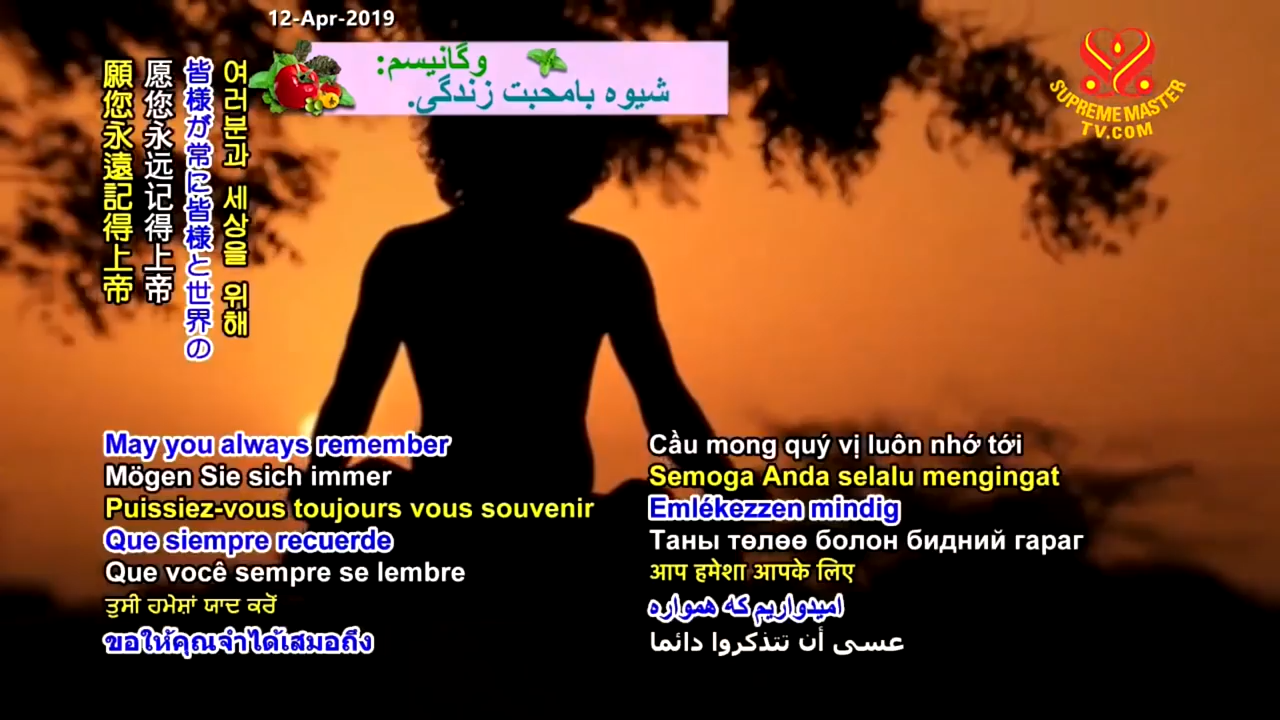 12-Apr-2019
وگانیسم:
شیوه بامحبت زندگی.
SUPREME MASTER
TV.COM
여러분과 세상을 위해
皆様が常に皆様と世界の
愿您永远记得上帝
願您永遠記得上帝
May you always remember
Mögen Sie sich immer
Puissiez-vous toujours vous souvenir
Que siempre recuerde
Que você sempre se lembre
ਤੁਸੀ ਹਮੇਸ਼ਾਂ ਯਾਦ ਕਰੋਂ
ขอให้คุณจำได้เสมอถึง
Cầu mong quý vị luôn nhớ tới
Semoga Anda selalu mengingat
Emlékezzen mindig
Таны төлөө болон бидний гараг
आप हमेशा आपके लिए
امیدواریم که همواره
عسى أن تتذكروا دائما